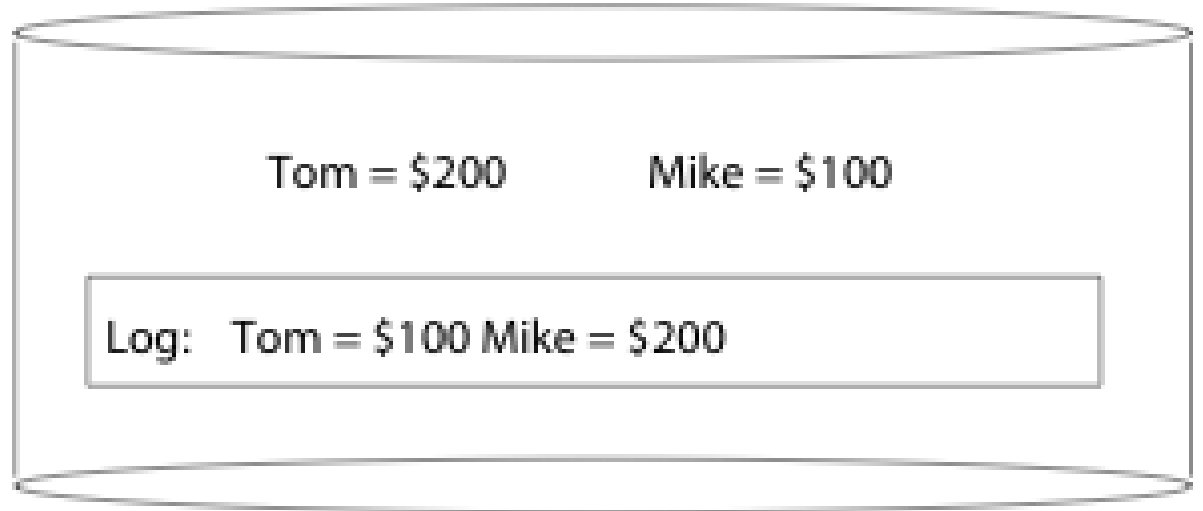 Tom = $200 Mike = $100
Log: Tom = $100 Mike = $200